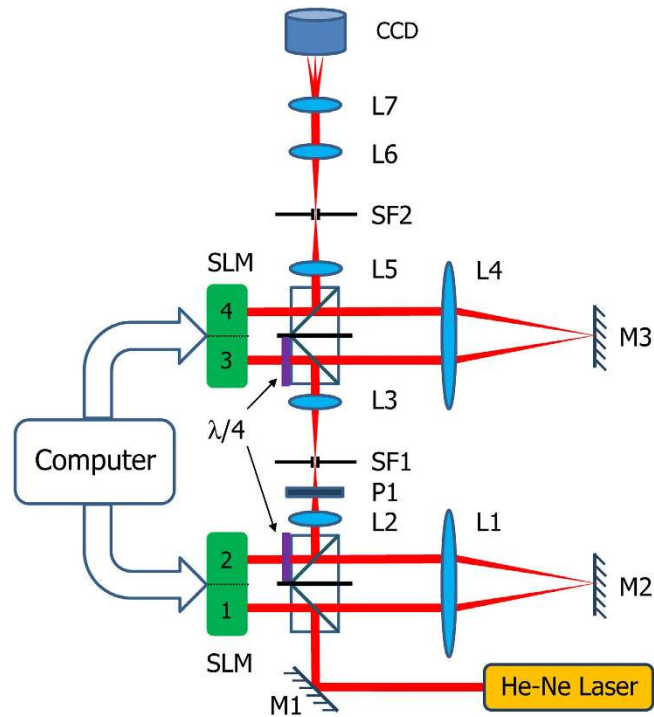 CCD
L7
L6
SF2
SLM
L5
L4
4
3
M3
L3
λ/4
Computer
SF1
P1
L2
L1
2
1
M2
SLM
M1
He-Ne Laser